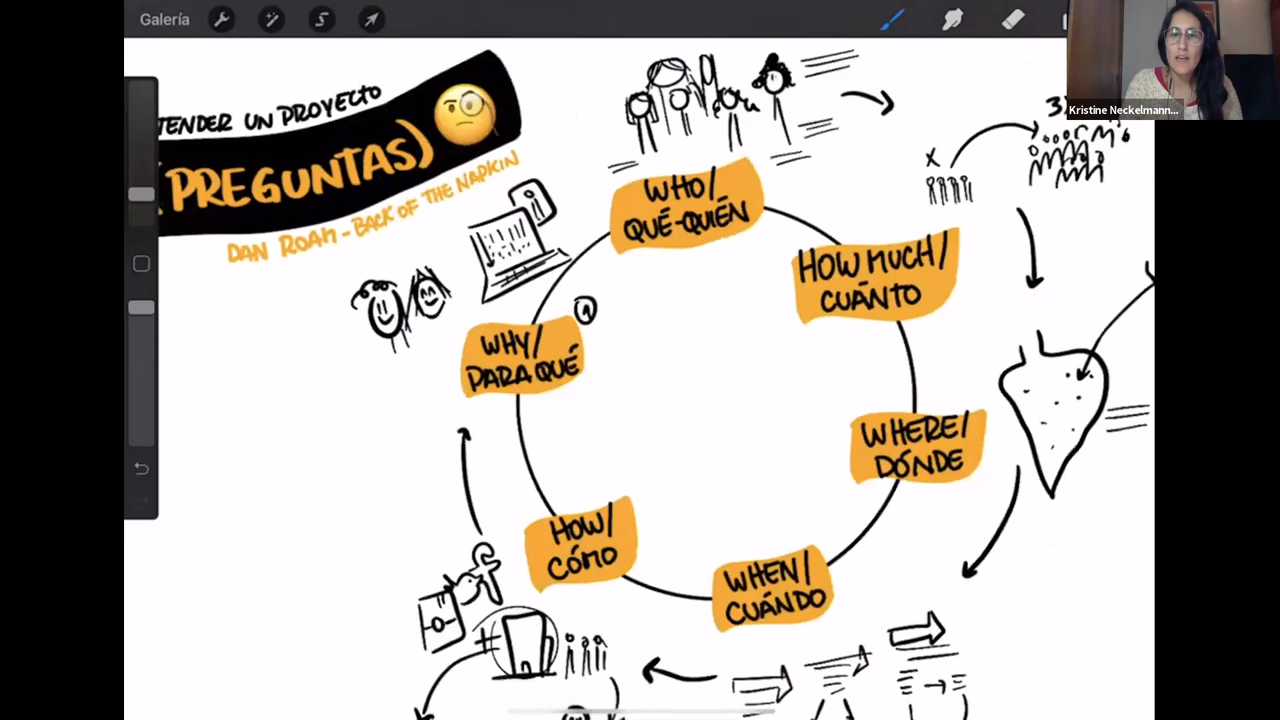 Galería
Kristine Neckelmann...
TENDER UN PROYECTO
(PREGUNTAS)
DAN ROAM - BACK OF THE NAPKIN
WHO/
QUÉ-QUIÉN
HOW MUCH/
CUÁNTO
WHERE/
DÓNDE
WHEN/
CUÁNDO
HOW/
CÓMO
WHY/
PARA QUÉ